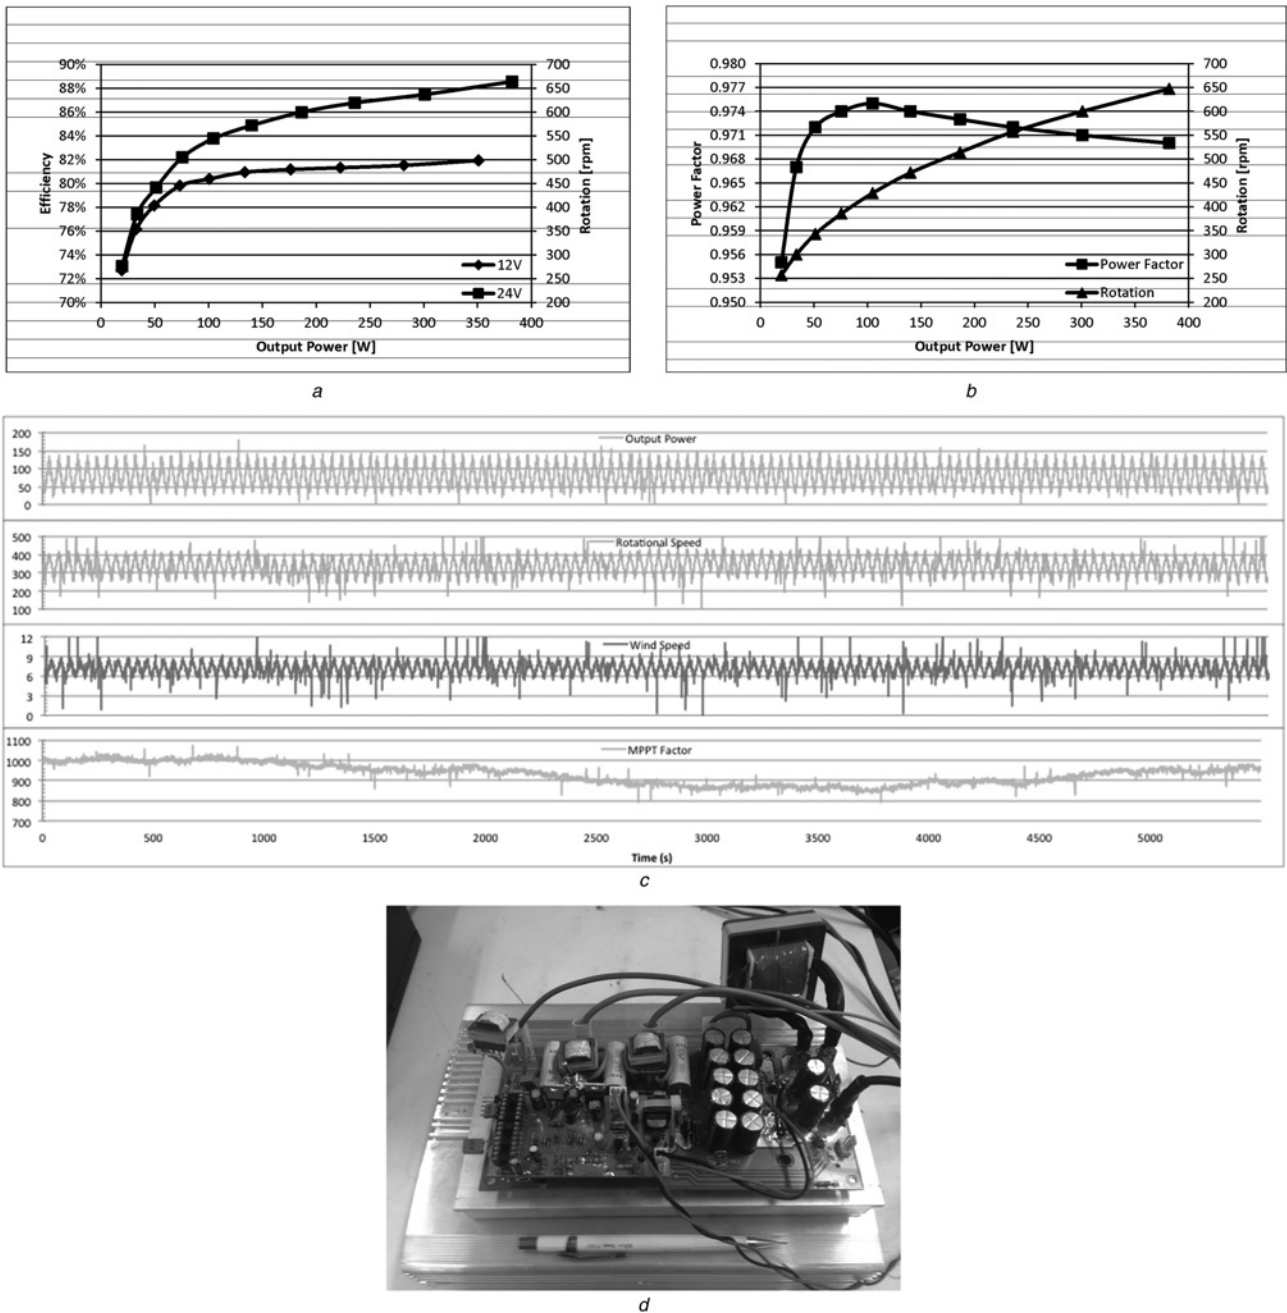 90%
88%
86%
84%
82%
80%
78%
76%
74%
72%
70%
Efficiency
700
650
600
550
500
450
400
350
300
250
200
Rotation [rpm]
12V
24V
0 50 100 150 200 250 300 350 400
Output Power [W]
a
0.980
0.977
0.974
0.971
0.968
0.965
0.962
0.959
0.956
0.953
0.950
Power Factor
700
650
600
550
500
450
400
350
300
250
200
Rotation [rpm]
Power Factor
Rotation
0 50 100 150 200 250 300 350 400
Output Power [W]
b
200
150
100
50
0
Output Power
500
400
300
200
100
Rotational Speed
12
9
6
3
0
Wind Speed
1100
1000
900
800
700
MPPT Factor
0 500 1000 1500 2000 2500 3000 3500 4000 4500 5000
Time (s)
c
d